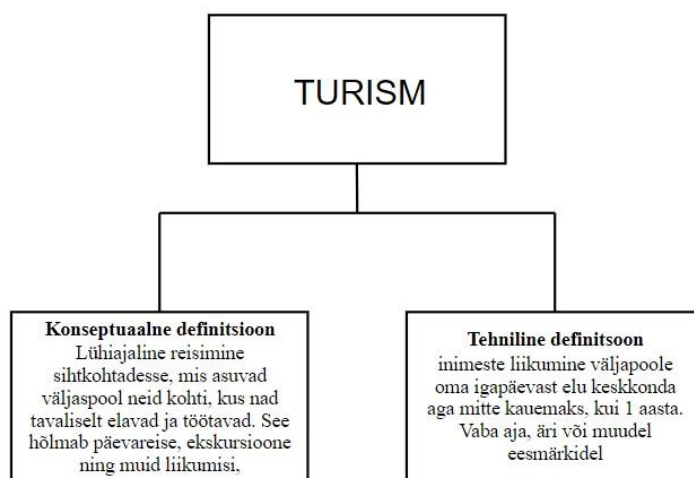 TURISM
Konseptuaalne definitsioon
Lühiajaline reisimine
sihtkohtadesse, mis asuvad
väljaspool neid kohti, kus nad
tavaliselt elavad ja töötavad. See
hõlmab päevareise, ekskursioone
ning muid liikumisi,
Tehniline definitsoon
inimeste liikumine väljapoole
oma igapäevast elu keskkonda
aga mitte kauemaks, kui 1 aasta.
Vaba aja, äri või muudel
eesmärkidel